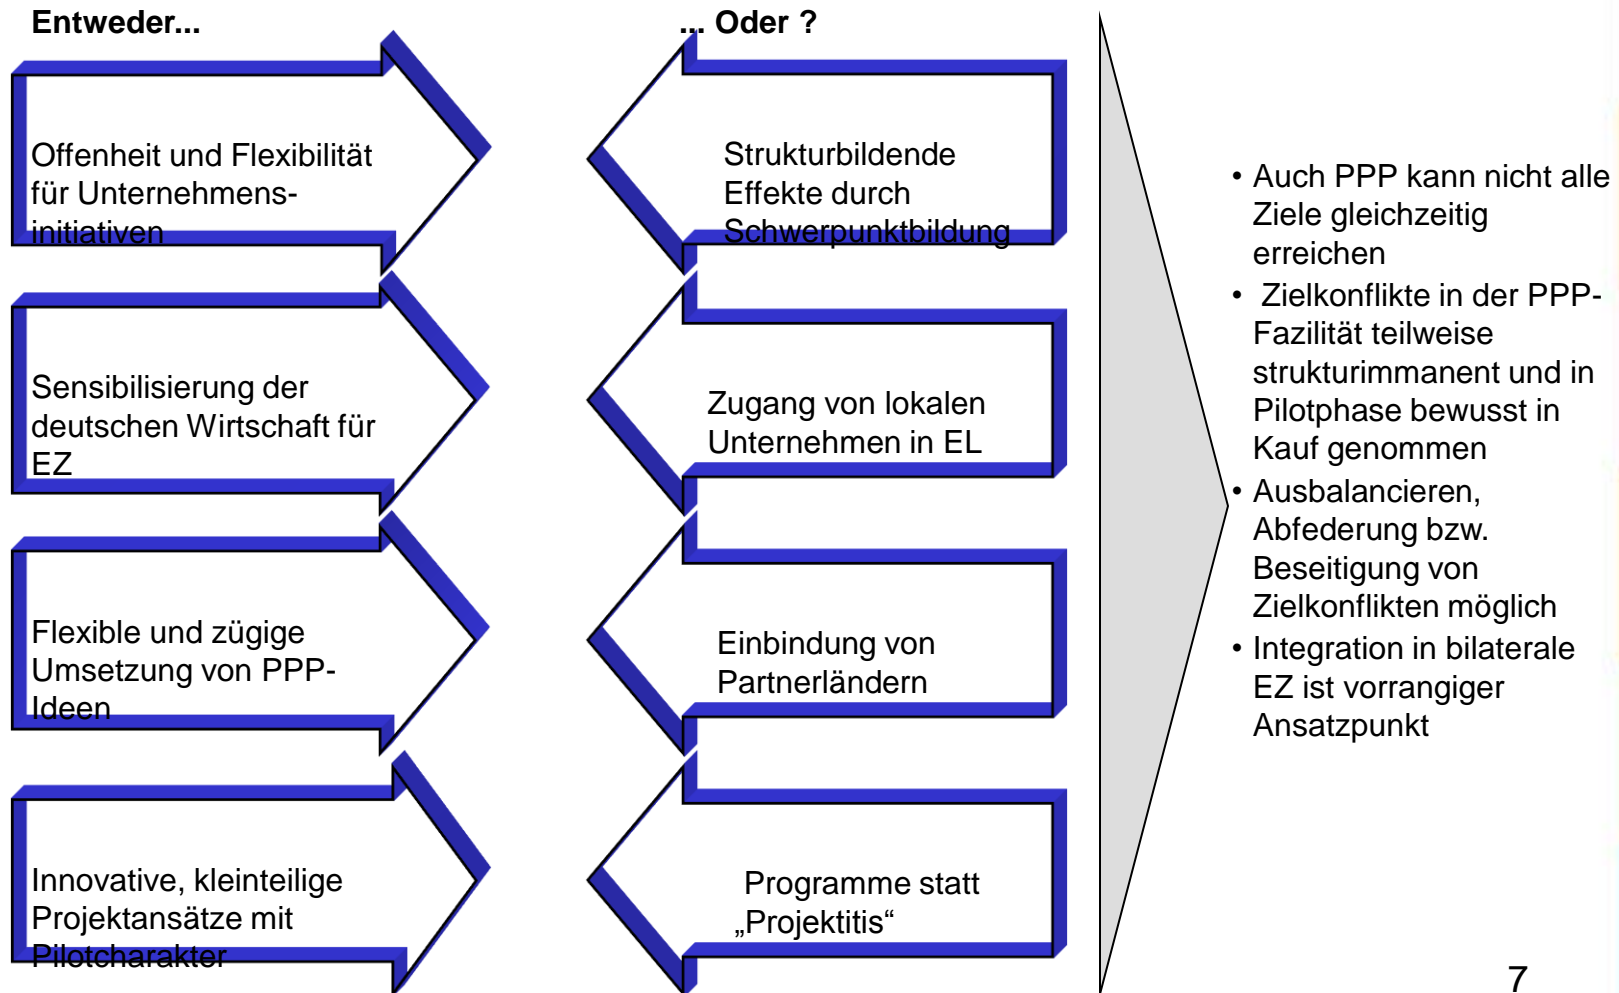 Entweder...
... Oder ?
Offenheit und Flexibilität
für Unternehmens-
initiativen
Strukturbildende
Effekte durch
Schwerpunktbildung
Sensibilisierung der
deutschen Wirtschaft für
EZ
Zugang von lokalen
Unternehmen in EL
Flexible und zügige
Umsetzung von PPP-
Ideen
Einbindung von
Partnerländern
Innovative, kleinteilige
Projektansätze mit
Pilotcharakter
Programme statt
„Projektitis“
• Auch PPP kann nicht alle
Ziele gleichzeitig
erreichen
• Zielkonflikte in der PPP-
Fazilität teilweise
strukturimmanent und in
Pilotphase bewusst in
Kauf genommen
• Ausbalancieren,
Abfederung bzw.
Beseitigung von
Zielkonflikten möglich
• Integration in bilaterale
EZ ist vorrangiger
Ansatzpunkt
7